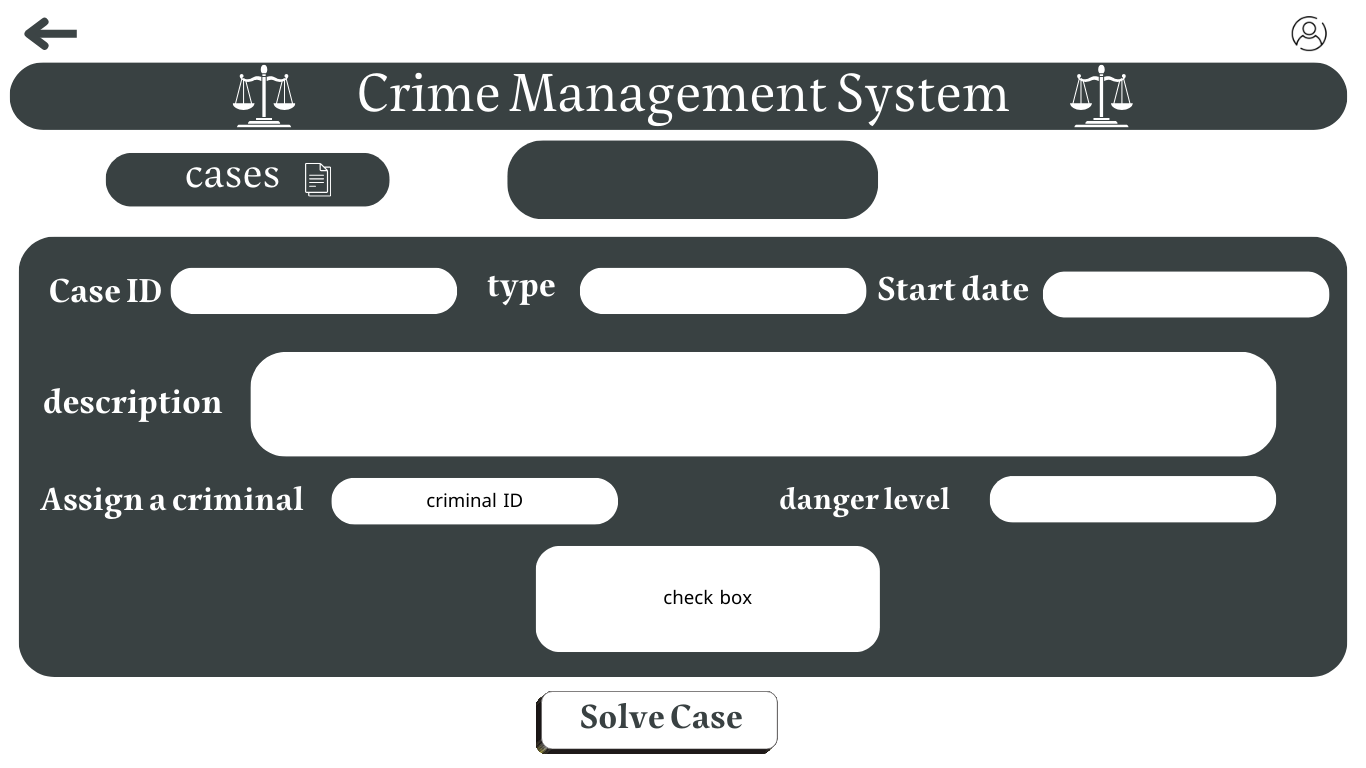 Crime Management System
cases
Case ID
type
Start date
description
Assign a criminal
criminal ID
danger level
check box
Solve Case